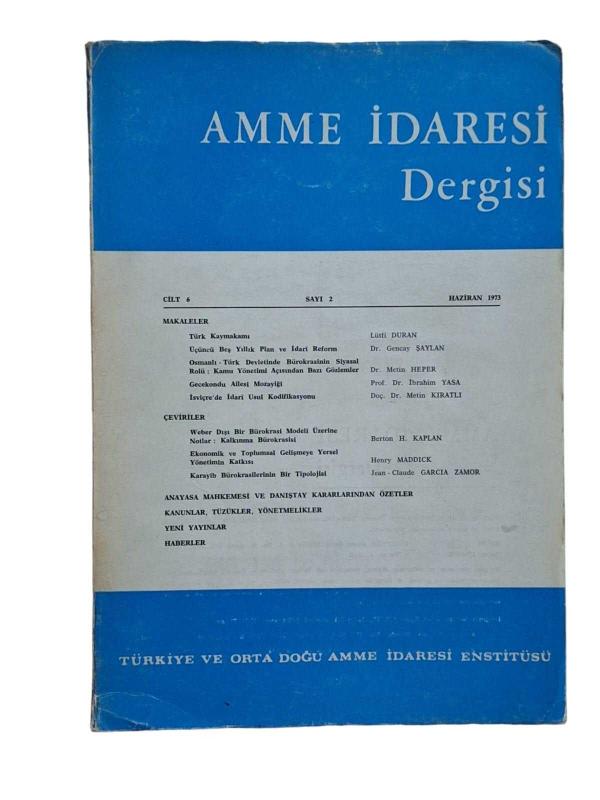 AMME İDARESİ
Dergisi
CİLT 6 SAYI 2 HAZİRAN 1973
MAKALELER
Türk Kaymakamı Lûtfi DURAN
Üçüncü Beş Yıllık Plan ve İdari Reform Dr. Gencay ŞAYLAN
Osmanlı - Türk Devletinde Bürokrasinin Siyasal
Rolü : Kamu Yönetimi Açısından Bazı Gözlemler Dr. Metin HEPER
Gecekondu Ailesi Mozayiği Prof. Dr. İbrahim YASA
İsviçre'de İdari Usul Kodifikasyonu Doç. Dr. Metin KIRATLI
ÇEVİRİLER
Weber Dışı Bir Bürokrasi Modeli Üzerine
Notlar : Kalkınma Bürokrasisi Berton H. KAPLAN
Ekonomik ve Toplumsal Gelişmeye Yersel
Yönetimin Katkısı Henry MADDICK
Karayib Bürokrasilerinin Bir Tipolojisi Jean - Claude GARCIA ZAMOR
ANAYASA MAHKEMESİ VE DANIŞTAY KARARLARINDAN ÖZETLER
KANUNLAR, TÜZÜKLER, YÖNETMELİKLER
YENİ YAYINLAR
HABERLER
TÜRKİYE VE ORTA DOĞU AMME İDARESİ ENSTİTÜSÜ